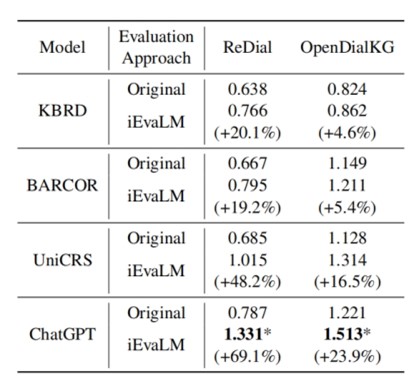 Model Evaluation Approach ReDial OpenDialKG
KBRD Original 0.638 0.824
iEvaLM 0.766 0.862
(+20.1%) (+4.6%)
BARCOR Original 0.667 1.149
iEvaLM 0.795 1.211
(+19.2%) (+5.4%)
UniCRS Original 0.685 1.128
iEvaLM 1.015 1.314
(+48.2%) (+16.5%)
ChatGPT Original 0.787 1.221
iEvaLM 1.331* 1.513*
(+69.1%) (+23.9%)